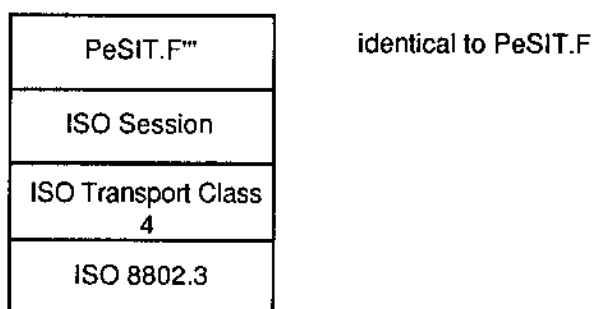 PeSIT.F''' identical to PeSIT.F
ISO Session
ISO Transport Class
4
ISO 8802.3